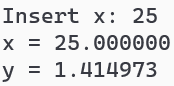 Insert x: 25
x = 25.000000
y = 1.414973